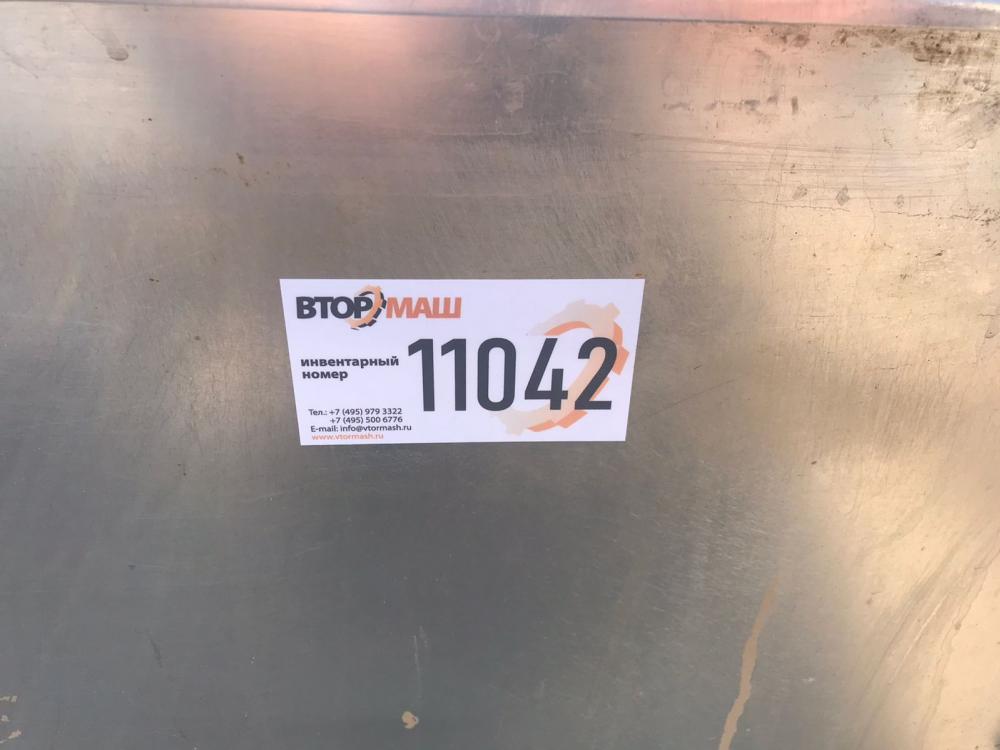 ВТОРМАШ
инвентарный
номер
11042
Тел.: +7 (495) 979 3322
+7 (495) 500 6776
E-mail: info@vtormash.ru
www.vtormash.ru